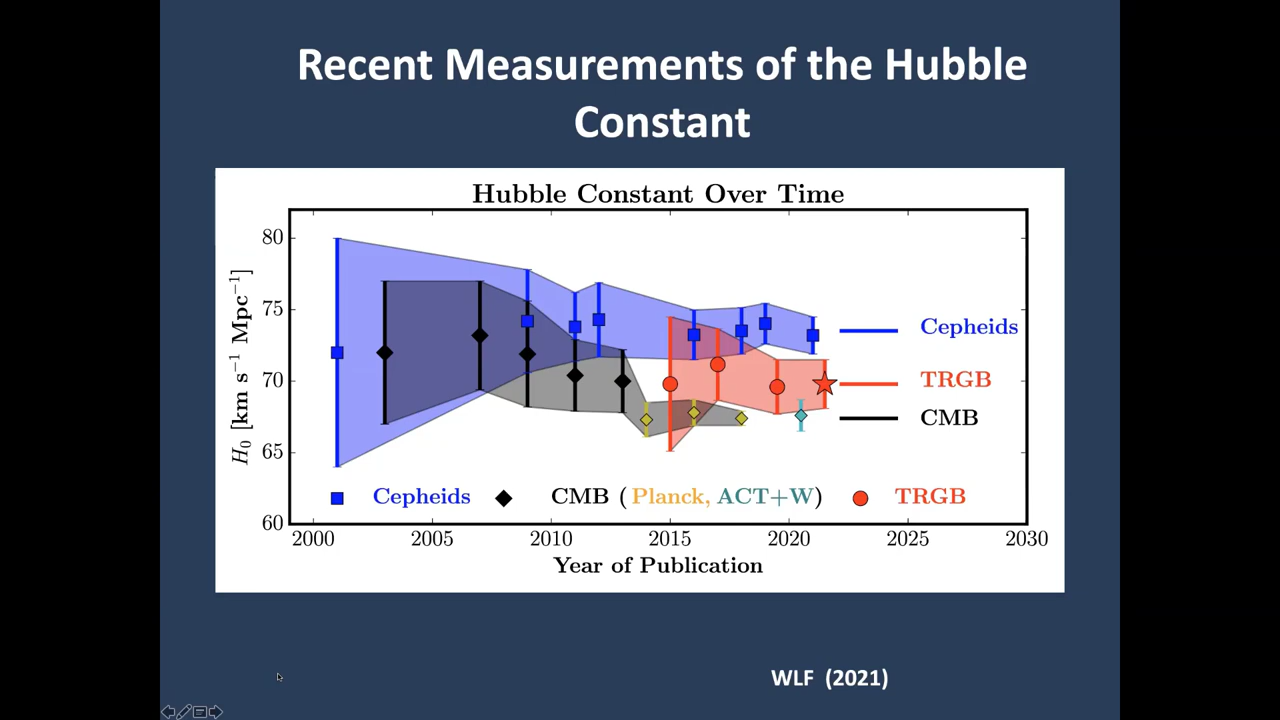 Recent Measurements of the Hubble
Constant
Hubble Constant Over Time
H₀ [km s⁻¹ Mpc⁻¹]
80
75
70
65
60
Cepheids
TRGB
CMB
Cepheids CMB (Planck, ACT+W) TRGB
2000 2005 2010 2015 2020 2025 2030
Year of Publication
WLF (2021)